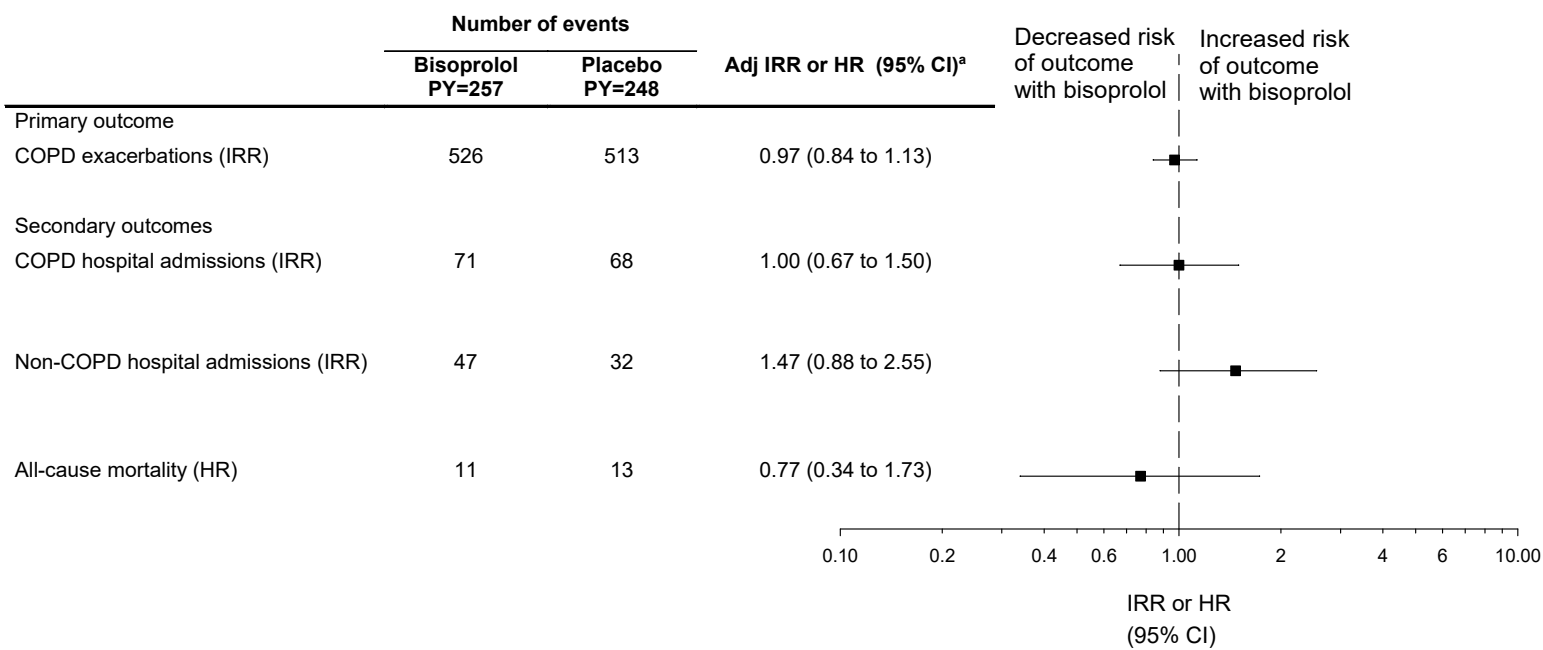 Number of events
Bisoprolol
PY=257
Placebo
PY=248
Adj IRR or HR (95% CI)ᵃ
Decreased risk
of outcome
with bisoprolol
Increased risk
of outcome
with bisoprolol
Primary outcome
COPD exacerbations (IRR) 526 513 0.97 (0.84 to 1.13)
Secondary outcomes
COPD hospital admissions (IRR) 71 68 1.00 (0.67 to 1.50)
Non-COPD hospital admissions (IRR) 47 32 1.47 (0.88 to 2.55)
All-cause mortality (HR) 11 13 0.77 (0.34 to 1.73)
0.10 0.2 0.4 0.6 1.00 2 4 6 10.00
IRR or HR
(95% CI)